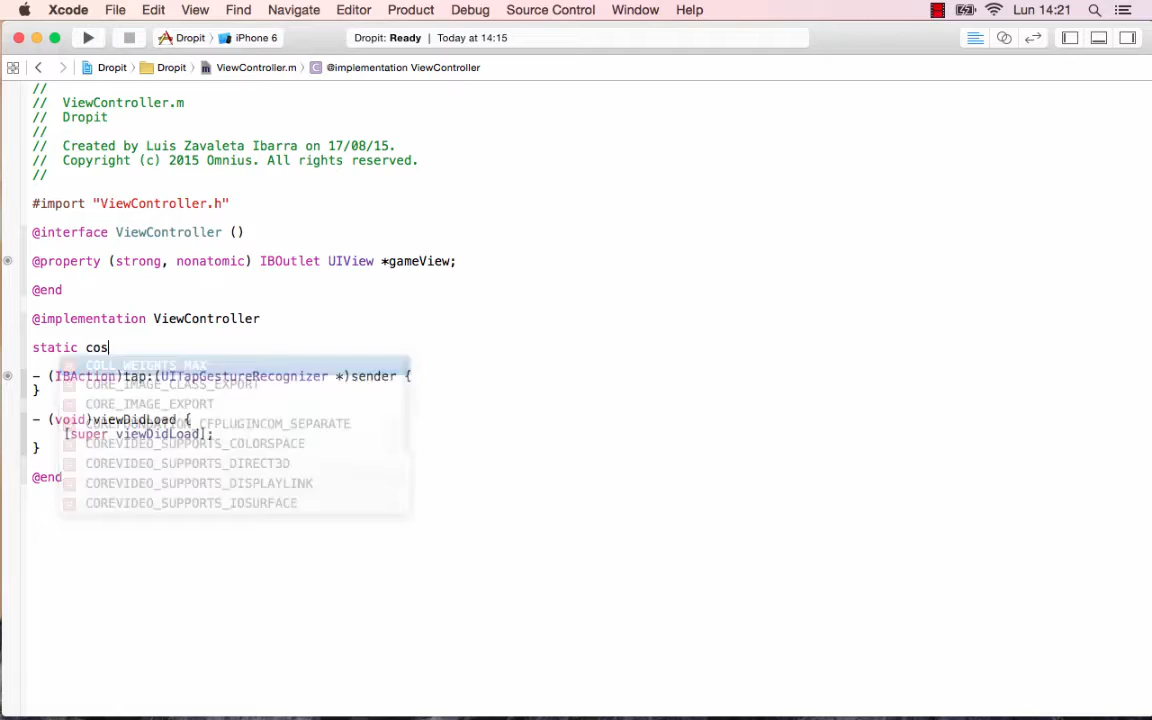 Xcode File Edit View Find Navigate Editor Product Debug Source Control Window Help Lun 14:21
Dropit iPhone 6 Dropit: Ready | Today at 14:15
Dropit Dropit ViewController.m @implementation ViewController
//
// ViewController.m
// Dropit
//
// Created by Luis Zavaleta Ibarra on 17/08/15.
// Copyright (c) 2015 Omnius. All rights reserved.
//
#import "ViewController.h"
@interface ViewController ()
@property (strong, nonatomic) IBOutlet UIView *gameView;
@end
@implementation ViewController
static cos
COLL_WEIGHTS_MAX
- (IBAction)tap:(UITapGestureRecognizer *)sender {
CORE_IMAGE_CLASS_EXPORT
}
CORE_IMAGE_EXPORT
- (void)viewDidLoad {
COREFOUNDATION_CFPLUGINCOM_SEPARATE
[super viewDidLoad];
COREVIDEO_SUPPORTS_COLORSPACE
}
COREVIDEO_SUPPORTS_DIRECT3D
@end
COREVIDEO_SUPPORTS_DISPLAYLINK
COREVIDEO_SUPPORTS_IOSURFACE